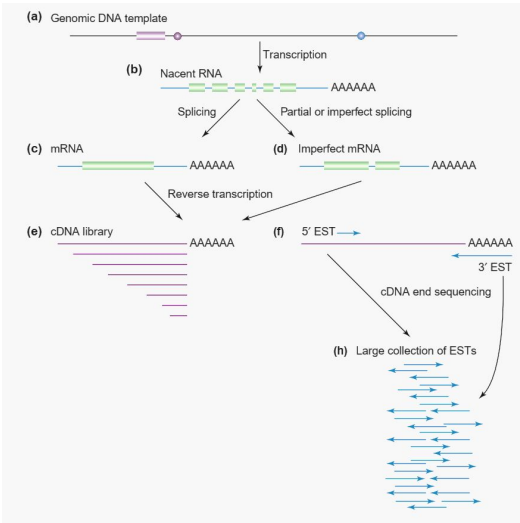 (a) Genomic DNA template
Transcription
(b)
Nacent RNA
AAAAAA
Splicing
Partial or imperfect splicing
(c) mRNA
AAAAAA
(d) Imperfect mRNA
AAAAAA
Reverse transcription
(e) cDNA library
AAAAAA
(f) 5′ EST
AAAAAA
3′ EST
cDNA end sequencing
(h) Large collection of ESTs